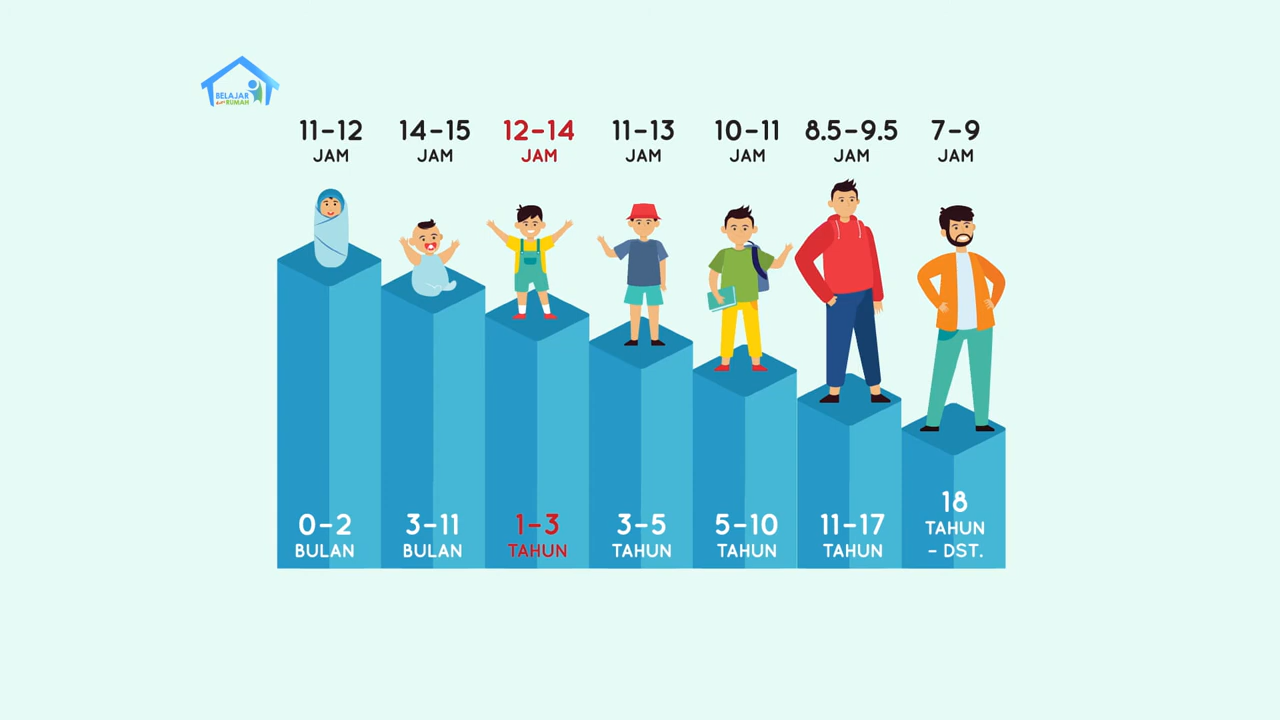 BELAJAR
dari RUMAH
11–12
JAM
14–15
JAM
12–14
JAM
11–13
JAM
10–11
JAM
8.5–9.5
JAM
7–9
JAM
0–2
BULAN
3–11
BULAN
1–3
TAHUN
3–5
TAHUN
5–10
TAHUN
11–17
TAHUN
18
TAHUN
– DST.